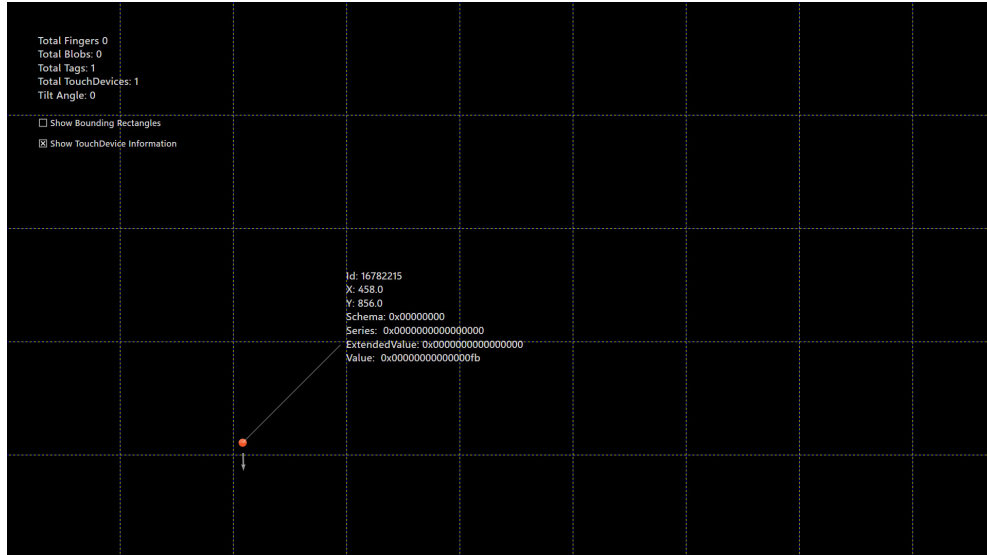 Total Fingers 0
Total Blobs: 0
Total Tags: 1
Total TouchDevices: 1
Tilt Angle: 0
Show Bounding Rectangles
Show TouchDevice Information
Id: 16782215
X: 458.0
Y: 856.0
Schema: 0x00000000
Series: 0x0000000000000000
ExtendedValue: 0x0000000000000000
Value: 0x00000000000000fb